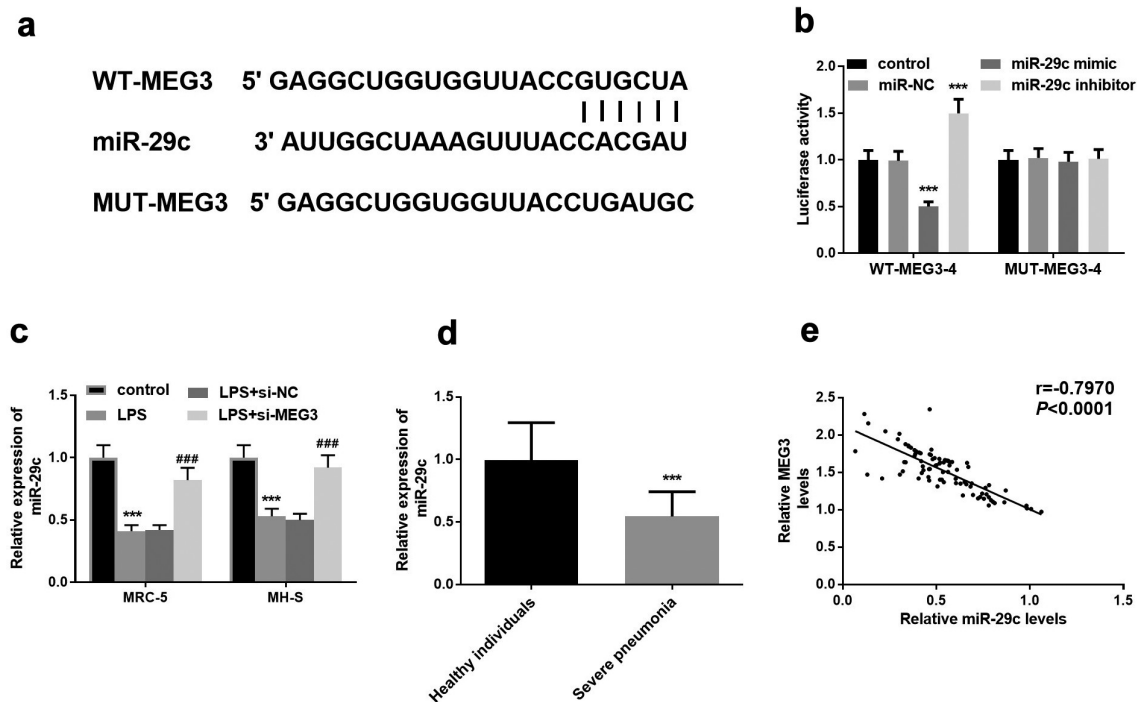 a
WT-MEG3 5' GAGGCUGGUGGUUACCGUGCUA
miR-29c 3' AUUGGCUAAAGUUUACCACGAU
MUT-MEG3 5' GAGGCUGGUGGUUACCUGAUGC
b
control
miR-NC
miR-29c mimic
miR-29c inhibitor
Luciferase activity
2.0
1.5
1.0
0.5
0.0
***
***
WT-MEG3-4
MUT-MEG3-4
c
control
LPS
LPS+si-NC
LPS+si-MEG3
Relative expression of
miR-29c
1.5
1.0
0.5
0.0
***
###
***
###
MRC-5
MH-S
d
Relative expression of
miR-29c
1.5
1.0
0.5
0.0
***
Healthy individuals
Severe pneumonia
e
r=-0.7970
P<0.0001
Relative MEG3
levels
2.5
2.0
1.5
1.0
0.5
0.0
0.0
0.5
1.0
1.5
Relative miR-29c levels